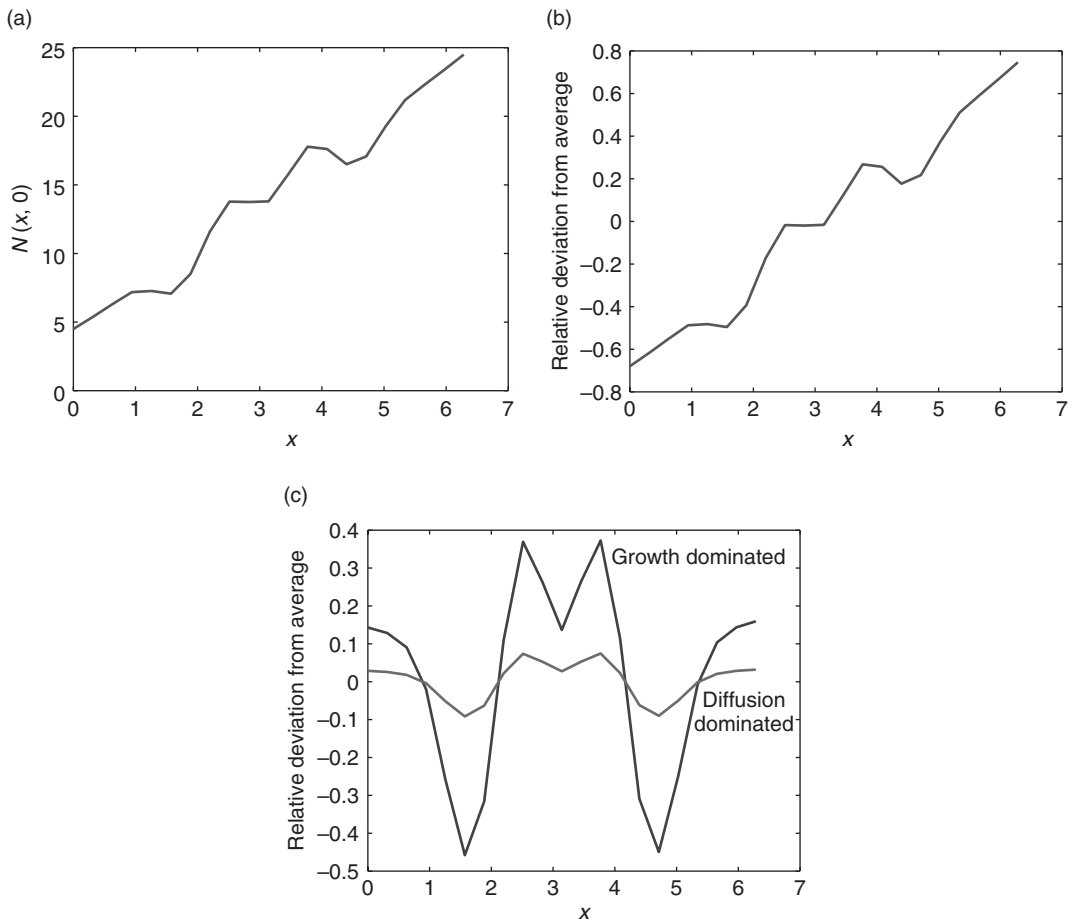 (a)
25
20
15
10
5
0
N (x, 0)
0 1 2 3 4 5 6 7
x
(b)
0.8
0.6
0.4
0.2
0
−0.2
−0.4
−0.6
−0.8
Relative deviation from average
0 1 2 3 4 5 6 7
x
(c)
0.4
0.3
0.2
0.1
0
−0.1
−0.2
−0.3
−0.4
−0.5
Relative deviation from average
Growth dominated
Diffusion
dominated
0 1 2 3 4 5 6 7
x